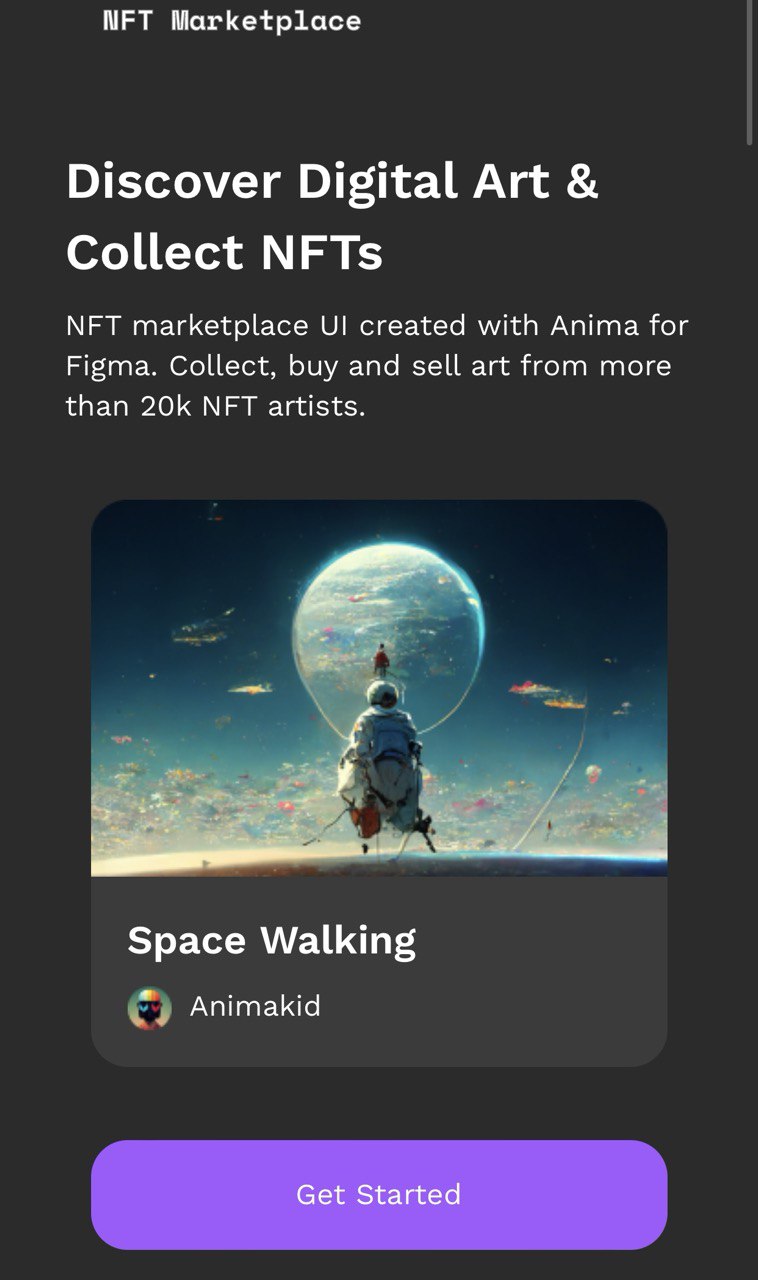 NFT Marketplace
Discover Digital Art &
Collect NFTs
NFT marketplace UI created with Anima for
Figma. Collect, buy and sell art from more
than 20k NFT artists.
Space Walking
Animakid
Get Started